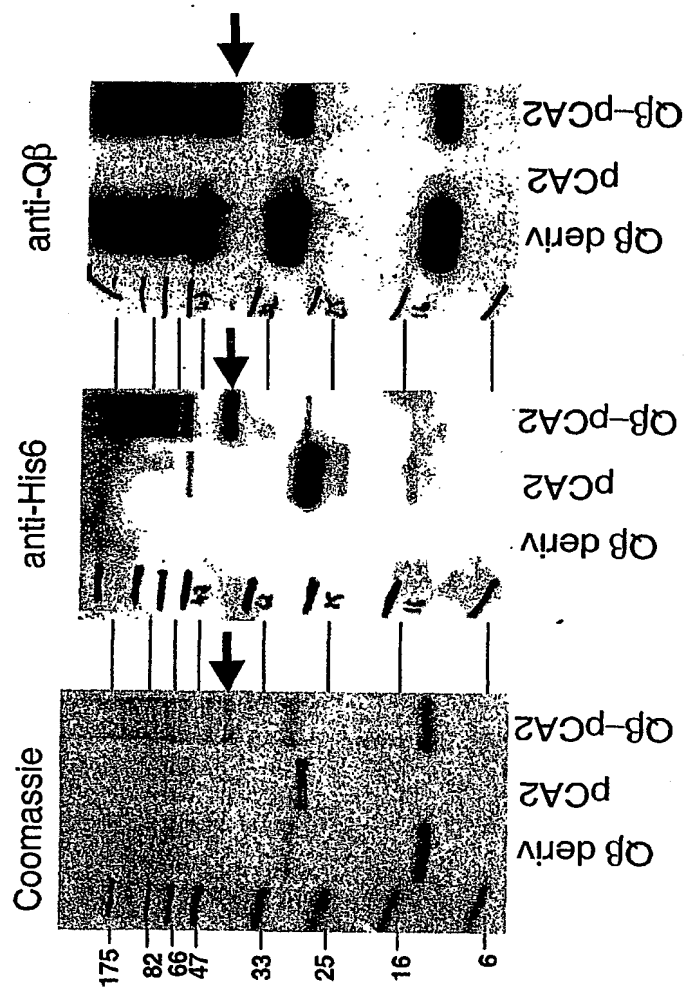 Coomassie
anti-His6
anti-Qβ
175
82
66
47
33
25
16
6
Qβ deriv
pCA2
Qβ–pCA2
Qβ deriv
pCA2
Qβ–pCA2
Qβ deriv
pCA2
Qβ–pCA2